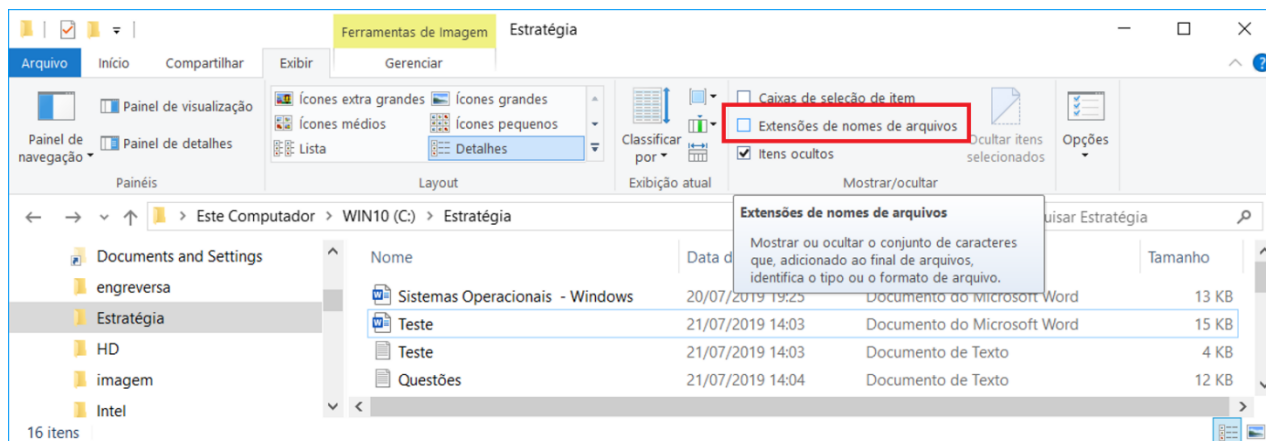 Ferramentas de Imagem Estratégia
Arquivo Início Compartilhar Exibir Gerenciar
Painel de navegação
Painel de visualização
Painel de detalhes
Painéis
Ícones extra grandes Ícones grandes
Ícones médios Ícones pequenos
Lista Detalhes
Layout
Classificar por
Exibição atual
Caixas de seleção de item
Extensões de nomes de arquivos
Itens ocultos
Ocultar itens selecionados
Mostrar/ocultar
Opções
Este Computador > WIN10 (C:) > Estratégia
uisar Estratégia
Extensões de nomes de arquivos
Mostrar ou ocultar o conjunto de caracteres
que, adicionado ao final de arquivos,
identifica o tipo ou o formato de arquivo.
Documents and Settings
engreversa
Estratégia
HD
imagem
Intel
Nome Data d Tamanho
Sistemas Operacionais - Windows 20/07/2019 19:25 Documento do Microsoft Word 13 KB
Teste 21/07/2019 14:03 Documento do Microsoft Word 15 KB
Teste 21/07/2019 14:03 Documento de Texto 4 KB
Questões 21/07/2019 14:04 Documento de Texto 12 KB
16 itens